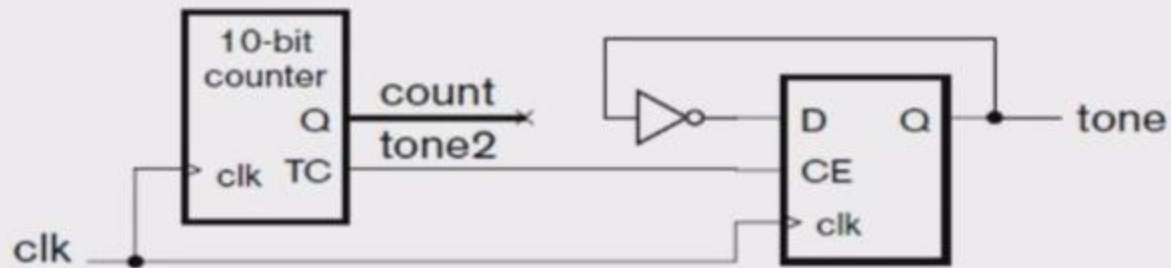 10-bit
counter
Q
count
tone2
clk
TC
clk
D
Q
tone
CE
clk